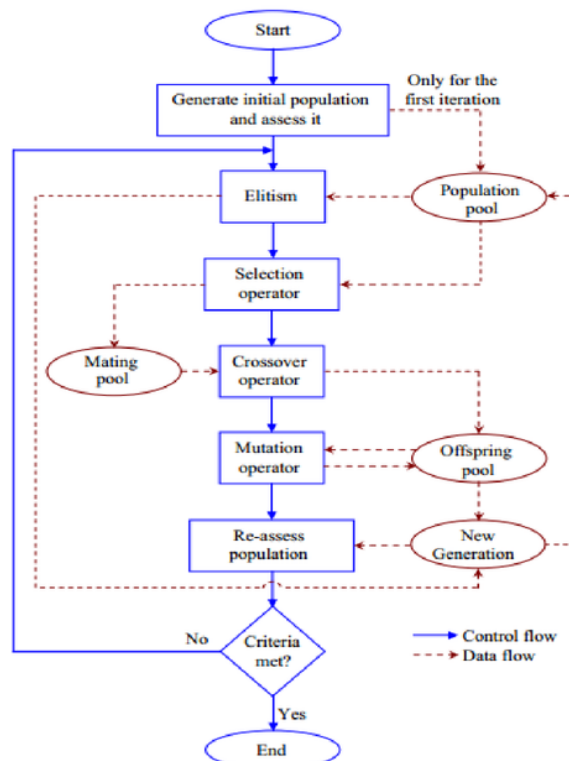 Start
Only for the
first iteration
Generate initial population
and assess it
Elitism
Population
pool
Selection
operator
Mating
pool
Crossover
operator
Mutation
operator
Offspring
pool
Re-assess
population
New
Generation
No
Criteria
met?
Control flow
Data flow
Yes
End